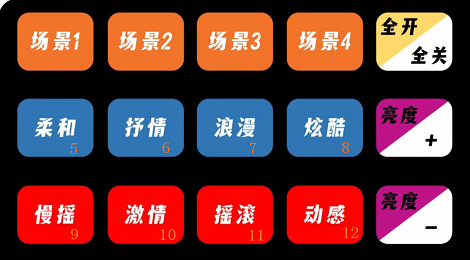 场景1 场景2 场景3 场景4 全开 全关
柔和 5 抒情 6 浪漫 7 炫酷 8 亮度 +
慢摇 9 激情 10 摇滚 11 动感 12 亮度 -